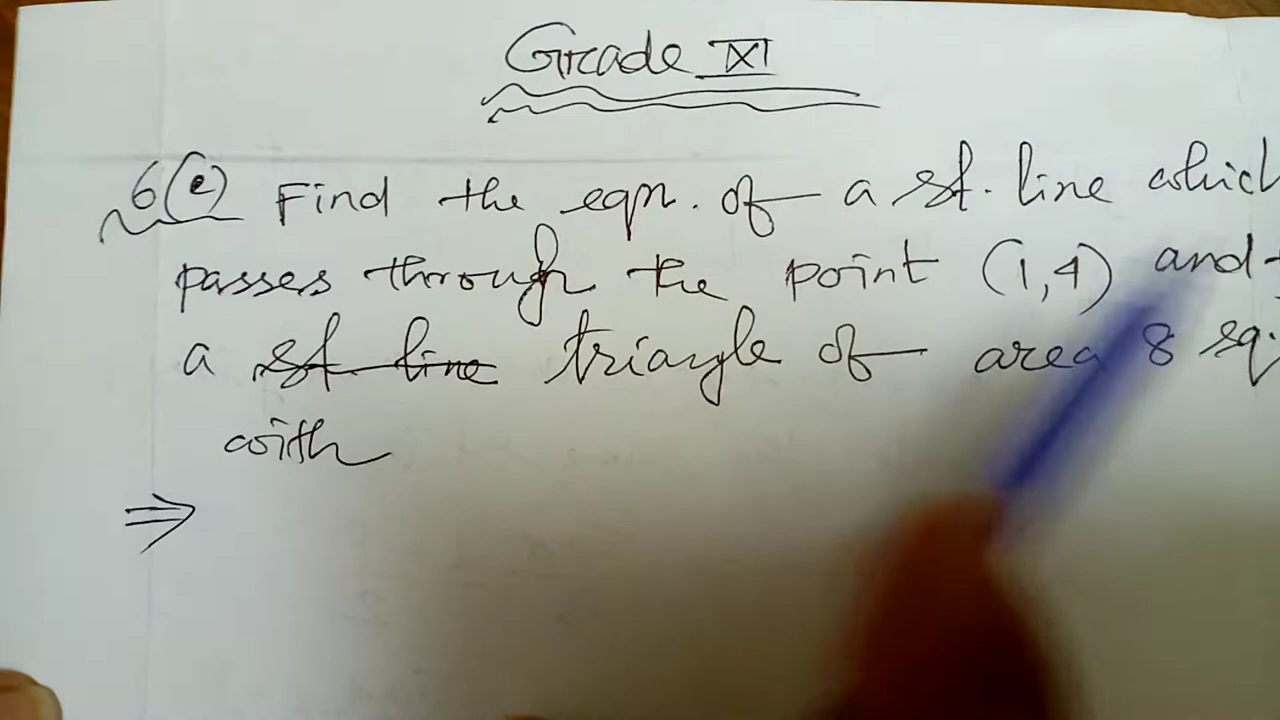 Grade XI
6(e) Find the eqn. of a st. line which
passes through the point (1,4) and
a st. line triangle of area 8 sq.
with
⇒